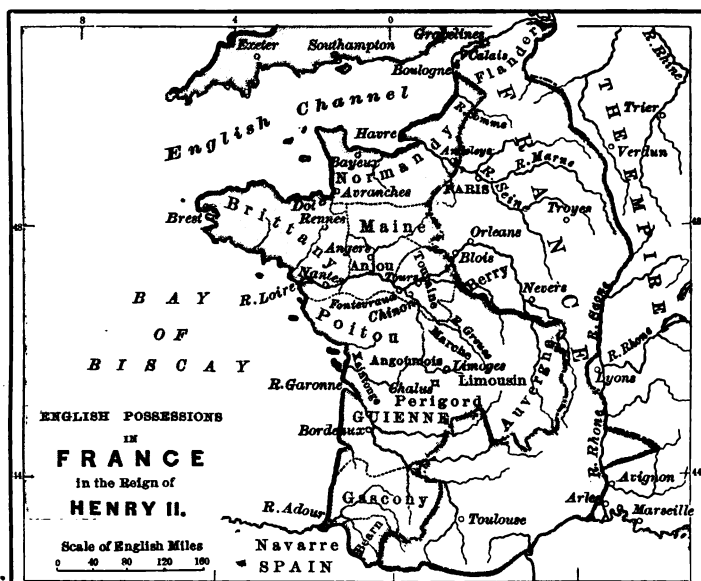 8
4
0
4
Exeter
Southampton
Gravelines
Calais
Flanders
Boulogne
R. Rhine
English Channel
R. Somme
THE EMPIRE
Trier
Havre
Verdun
Bayeux
Normandy
R. Marne
R. Seine
PARIS
FRANCE
Avranches
Troyes
Dol
Brest
Brittany
Rennes
Maine
48
48
Orleans
Angers
Anjou
Blois
Tours
Touraine
Berry
Nantes
R. Loire
Nevers
Fontevraud
Chinon
BAY
OF
BISCAY
Poitou
R. Creuse
Marche
R. Saone
R. Rhone
Angoumois
Limoges
Limousin
Auvergne
Lyons
R. Garonne
Saintonge
Chalus
Perigord
GUIENNE
Bordeaux
ENGLISH POSSESSIONS
IN
FRANCE
in the Reign of
HENRY II.
44
44
R. Rhone
Avignon
Gascony
R. Adour
Arles
Marseille
Toulouse
Bearn
Navarre
SPAIN
Scale of English Miles
0 40 80 120 160